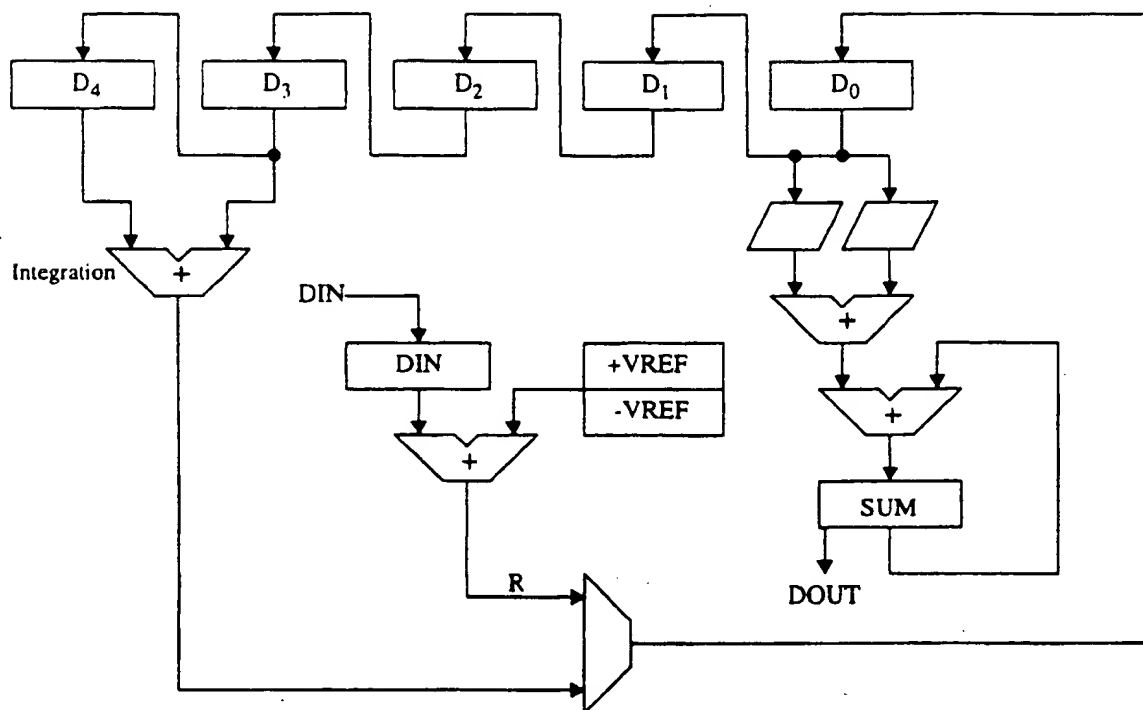 D4 D3 D2 D1 D0
Integration
+
+
DIN
DIN
+VREF
-VREF
+
+
SUM
R
DOUT